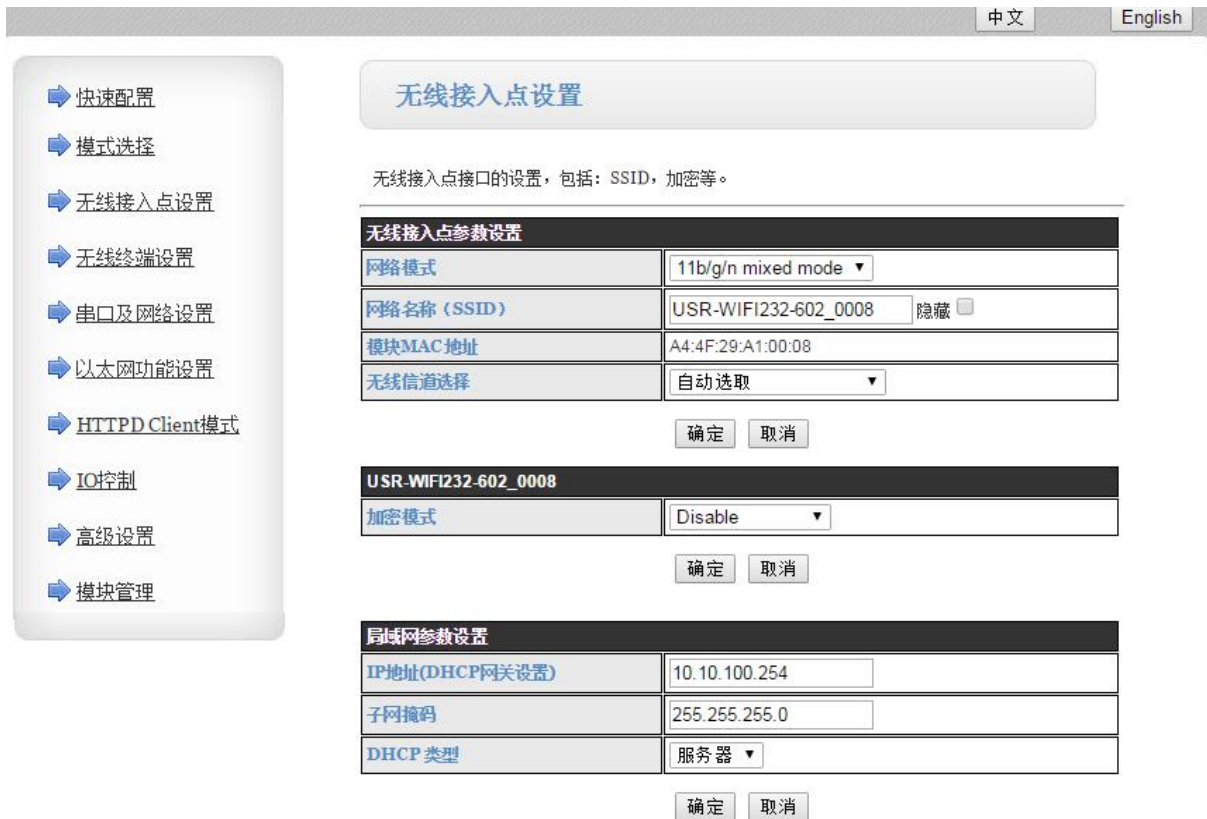 中文 English
快速配置
模式选择
无线接入点设置
无线终端设置
串口及网络设置
以太网功能设置
HTTPD Client模式
IO控制
高级设置
模块管理
无线接入点设置
无线接入点接口的设置，包括：SSID，加密等。
无线接入点参数设置
网络模式 11b/g/n mixed mode
网络名称（SSID） USR-WIFI232-602_0008 隐藏
模块MAC地址 A4:4F:29:A1:00:08
无线信道选择 自动选取
确定 取消
USR-WIFI232-602_0008
加密模式 Disable
确定 取消
局域网参数设置
IP地址(DHCP网关设置) 10.10.100.254
子网掩码 255.255.255.0
DHCP 类型 服务器
确定 取消